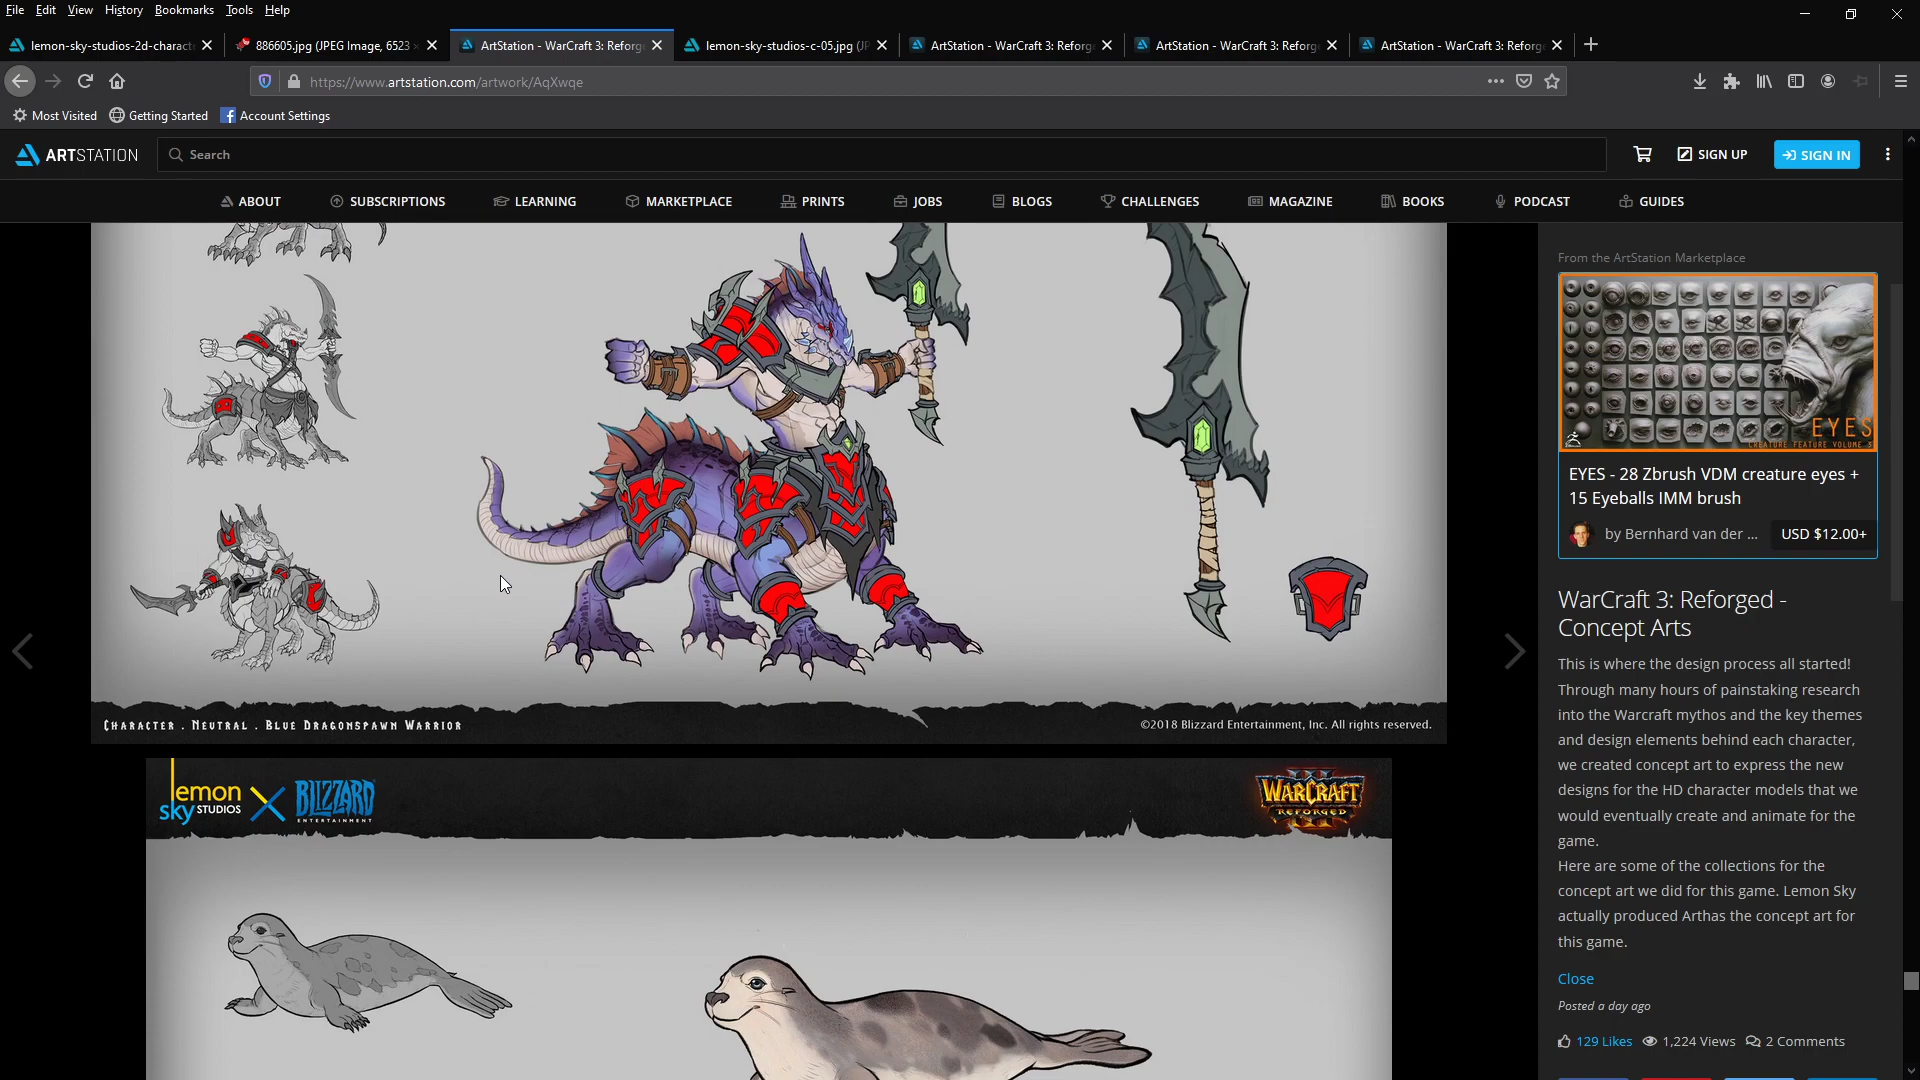 File Edit View History Bookmarks Tools Help
lemon-sky-studios-2d-charact
886605.jpg (JPEG Image, 6523
ArtStation - WarCraft 3: Reforg
lemon-sky-studios-c-05.jpg (JP
ArtStation - WarCraft 3: Reforg
ArtStation - WarCraft 3: Reforg
ArtStation - WarCraft 3: Reforg
https://www.artstation.com/artwork/AqXwqe
Most Visited Getting Started Account Settings
ARTSTATION Search SIGN UP SIGN IN
ABOUT SUBSCRIPTIONS LEARNING MARKETPLACE PRINTS JOBS BLOGS CHALLENGES MAGAZINE BOOKS PODCAST GUIDES
Character . Neutral . Blue Dragonspawn Warrior
©2018 Blizzard Entertainment, Inc. All rights reserved.
lemon sky STUDIOS X BLIZZARD ENTERTAINMENT
WARCRAFT III REFORGED
From the ArtStation Marketplace
EYES
CREATURE FEATURE VOLUME 3
EYES - 28 Zbrush VDM creature eyes +
15 Eyeballs IMM brush
by Bernhard van der ... USD $12.00+
WarCraft 3: Reforged -
Concept Arts
This is where the design process all started!
Through many hours of painstaking research
into the Warcraft mythos and the key themes
and design elements behind each character,
we created concept art to express the new
designs for the HD character models that we
would eventually create and animate for the
game.
Here are some of the collections for the
concept art we did for this game. Lemon Sky
actually produced Arthas the concept art for
this game.
Close
Posted a day ago
129 Likes 1,224 Views 2 Comments